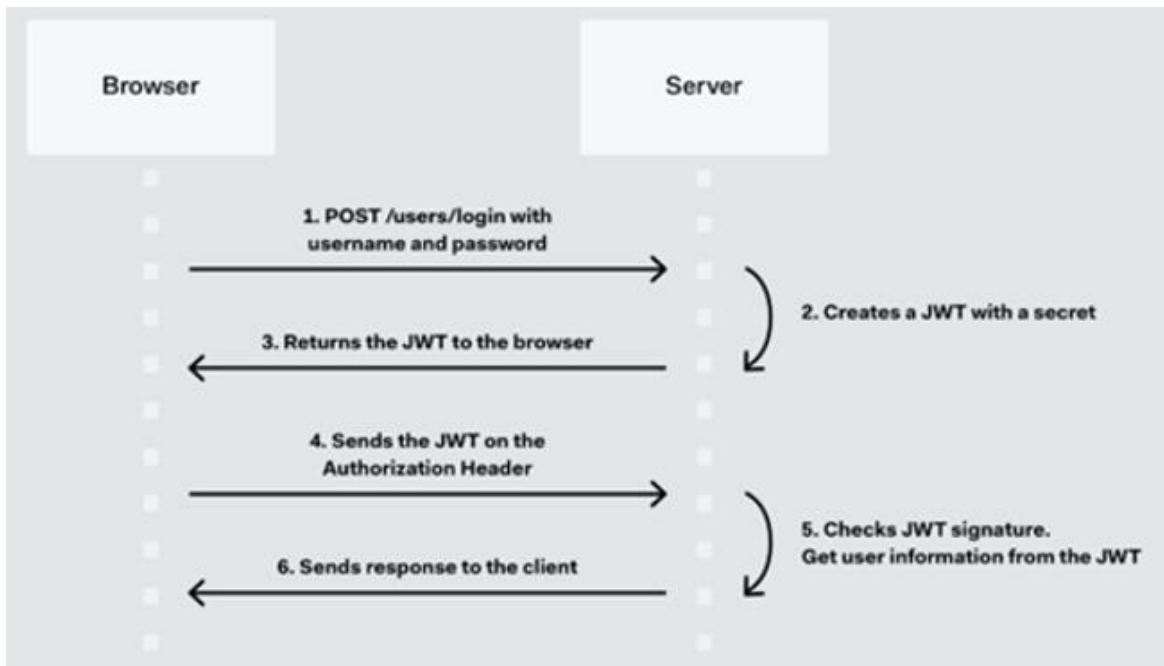 Browser
Server
1. POST /users/login with
username and password
2. Creates a JWT with a secret
3. Returns the JWT to the browser
4. Sends the JWT on the
Authorization Header
5. Checks JWT signature.
Get user information from the JWT
6. Sends response to the client